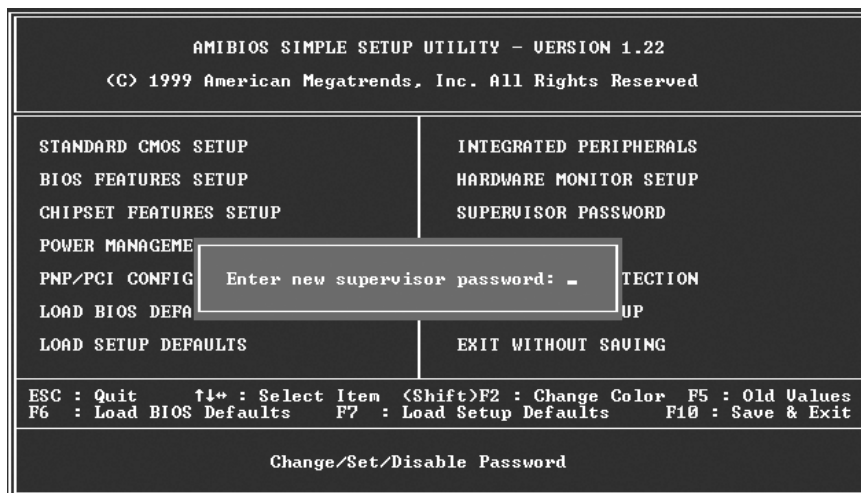 AMIBIOS SIMPLE SETUP UTILITY - VERSION 1.22
(C) 1999 American Megatrends, Inc. All Rights Reserved
STANDARD CMOS SETUP
BIOS FEATURES SETUP
CHIPSET FEATURES SETUP
POWER MANAGEME
PNP/PCI CONFIG
LOAD BIOS DEFA
LOAD SETUP DEFAULTS
INTEGRATED PERIPHERALS
HARDWARE MONITOR SETUP
SUPERVISOR PASSWORD
TECTION
UP
EXIT WITHOUT SAVING
Enter new supervisor password: _
ESC : Quit ↑↓↔ : Select Item (Shift)F2 : Change Color F5 : Old Values
F6 : Load BIOS Defaults F7 : Load Setup Defaults F10 : Save & Exit
Change/Set/Disable Password